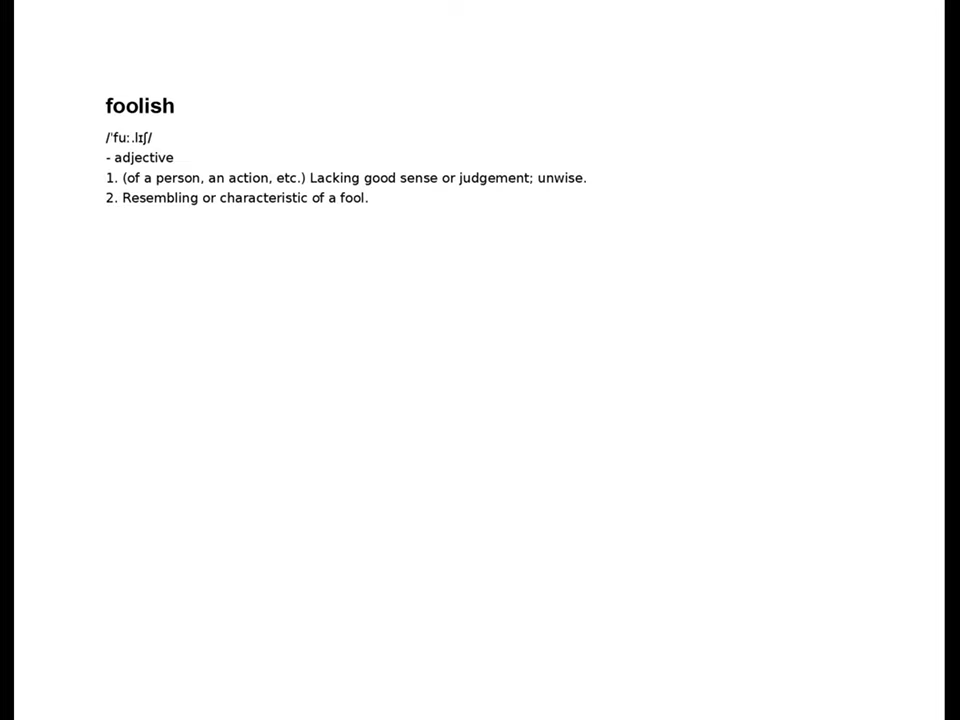 foolish
/ˈfuː.lɪʃ/
- adjective
1. (of a person, an action, etc.) Lacking good sense or judgement; unwise.
2. Resembling or characteristic of a fool.